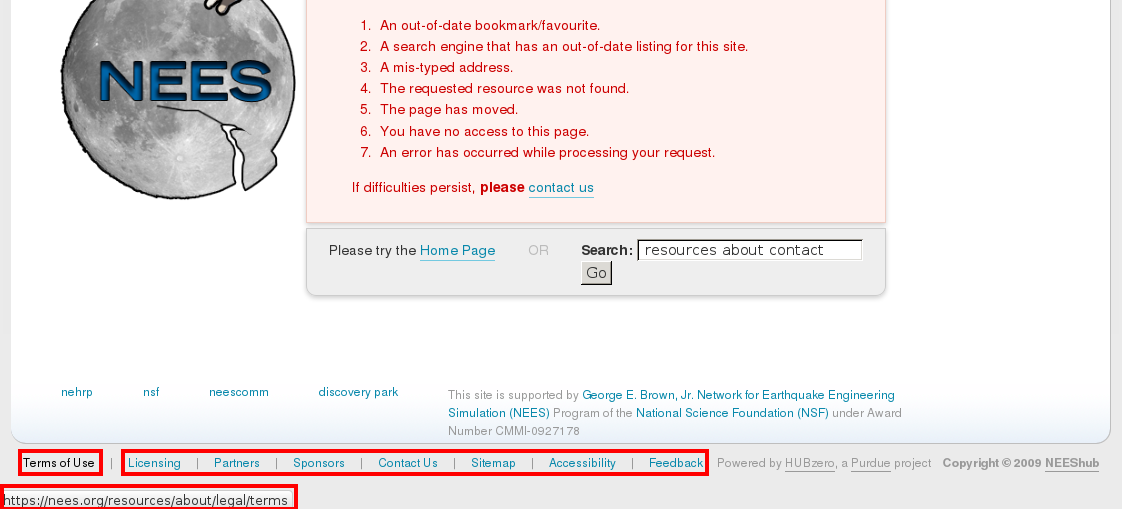 NEES
1. An out-of-date bookmark/favourite.
2. A search engine that has an out-of-date listing for this site.
3. A mis-typed address.
4. The requested resource was not found.
5. The page has moved.
6. You have no access to this page.
7. An error has occurred while processing your request.
If difficulties persist, please contact us
Please try the Home Page OR Search: resources about contact
Go
nehrp nsf neescomm discovery park
This site is supported by George E. Brown, Jr. Network for Earthquake Engineering
Simulation (NEES) Program of the National Science Foundation (NSF) under Award
Number CMMI-0927178
Terms of Use | Licensing | Partners | Sponsors | Contact Us | Sitemap | Accessibility | Feedback Powered by HUBzero, a Purdue project Copyright © 2009 NEEShub
https://nees.org/resources/about/legal/terms